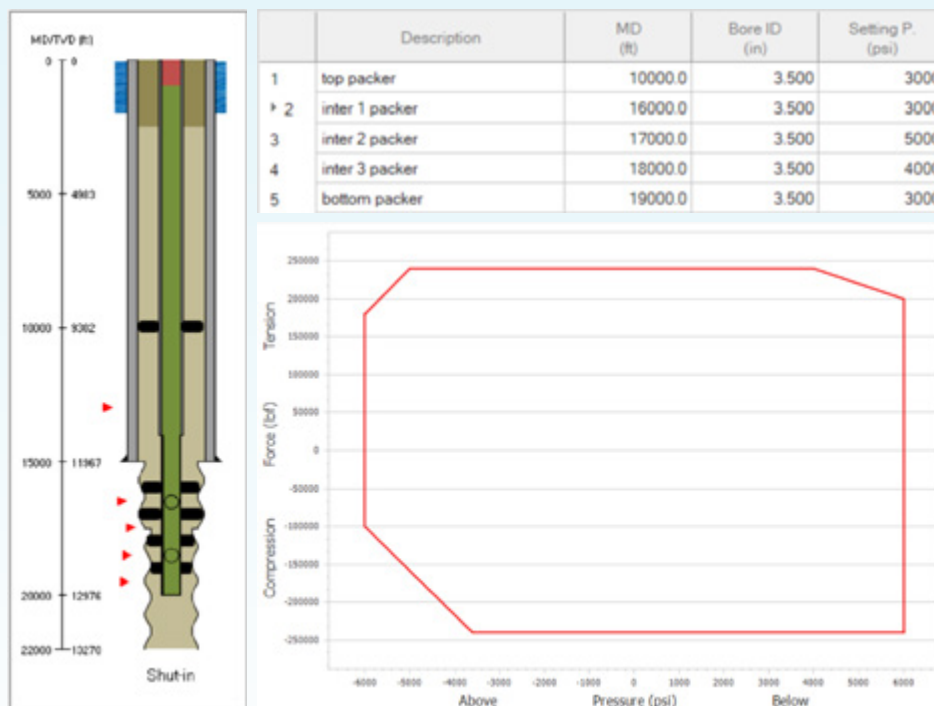 MD/TVD (ft)
0 0
5000 4983
10000 9302
15000 11967
20000 12976
22000 13270
Shut-in
Description MD (ft) Bore ID (in) Setting P. (psi)
1 top packer 10000.0 3.500 3000
2 inter 1 packer 16000.0 3.500 3000
3 inter 2 packer 17000.0 3.500 5000
4 inter 3 packer 18000.0 3.500 4000
5 bottom packer 19000.0 3.500 3000
250000
200000
150000
100000
50000
0
-50000
-100000
-150000
-200000
-250000
Tension
Force (lbf)
Compression
-6000 -5000 -4000 -3000 -2000 -1000 0 1000 2000 3000 4000 5000 6000
Above Pressure (psi) Below